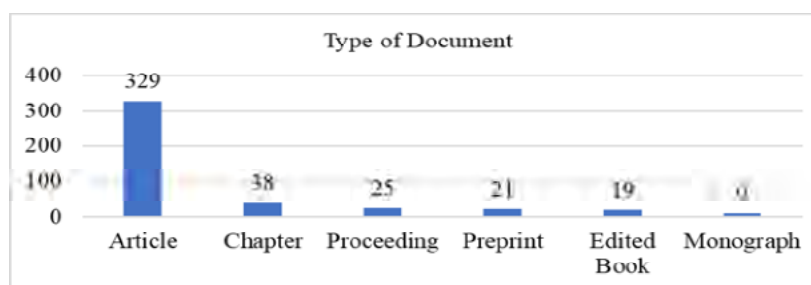 Type of Document
400
300
200
100
0
329
38
25
21
19
Article
Chapter
Proceeding
Preprint
Edited
Book
Monograph